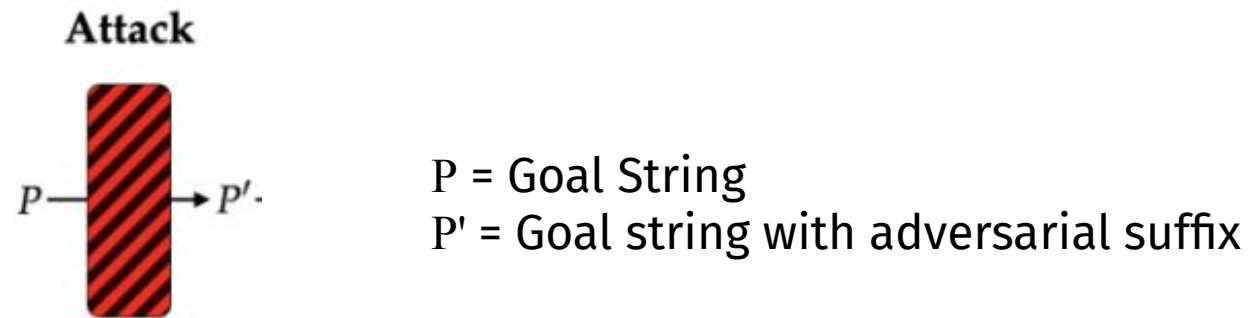 Attack
P
P'
P = Goal String
P' = Goal string with adversarial suffix